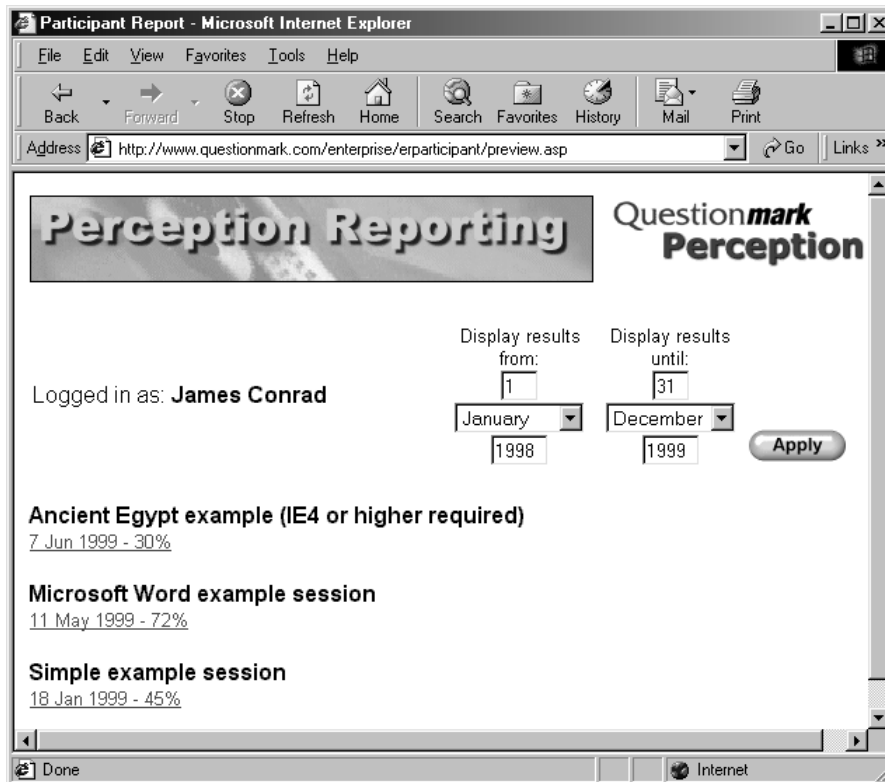 Participant Report - Microsoft Internet Explorer
File Edit View Favorites Tools Help
Back Forward Stop Refresh Home Search Favorites History Mail Print
Address http://www.questionmark.com/enterprise/erparticipant/preview.asp Go Links »
Perception Reporting
Questionmark
Perception
Display results from:
1
January
1998
Display results until:
31
December
1999
Apply
Logged in as: James Conrad
Ancient Egypt example (IE4 or higher required)
7 Jun 1999 - 30%
Microsoft Word example session
11 May 1999 - 72%
Simple example session
18 Jan 1999 - 45%
Done
Internet